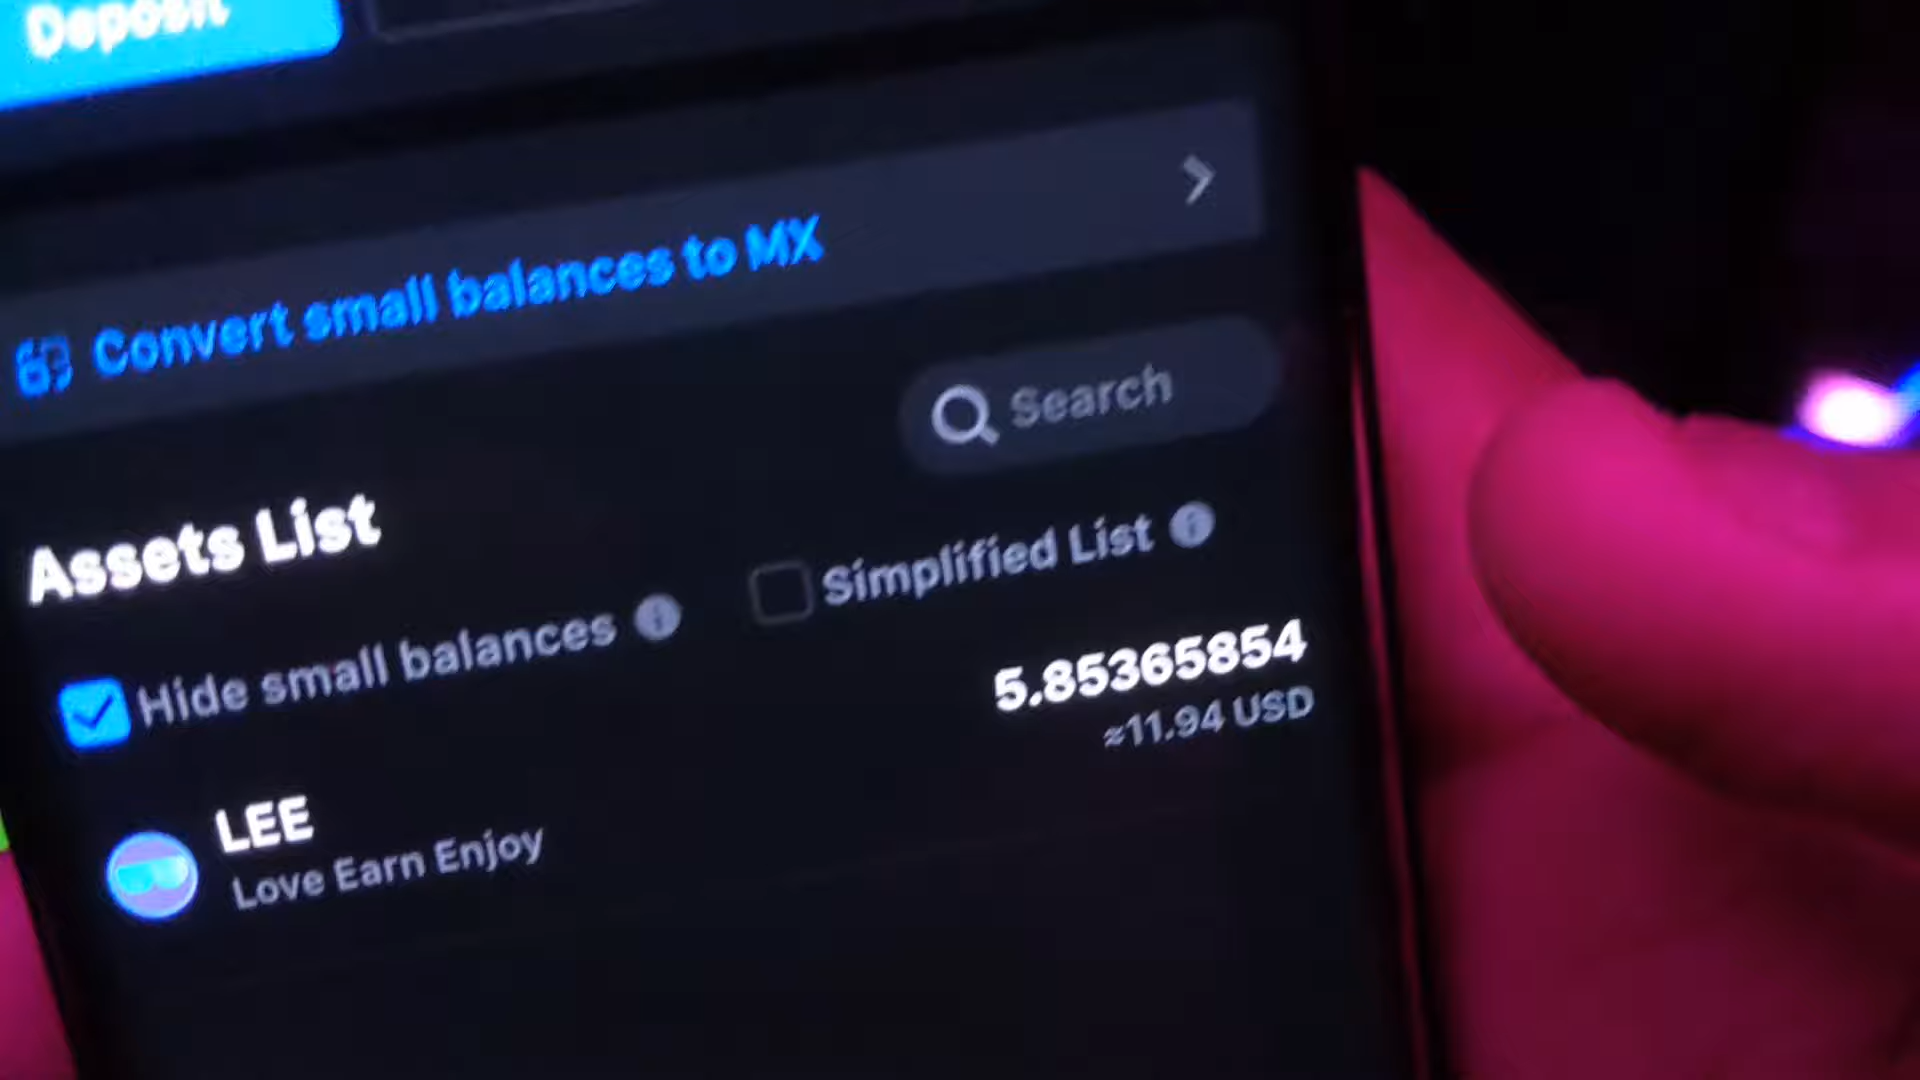 Deposit
Convert small balances to MX
Search
Assets List
Simplified List
Hide small balances
5.85365854
≈11.94 USD
LEE
Love Earn Enjoy